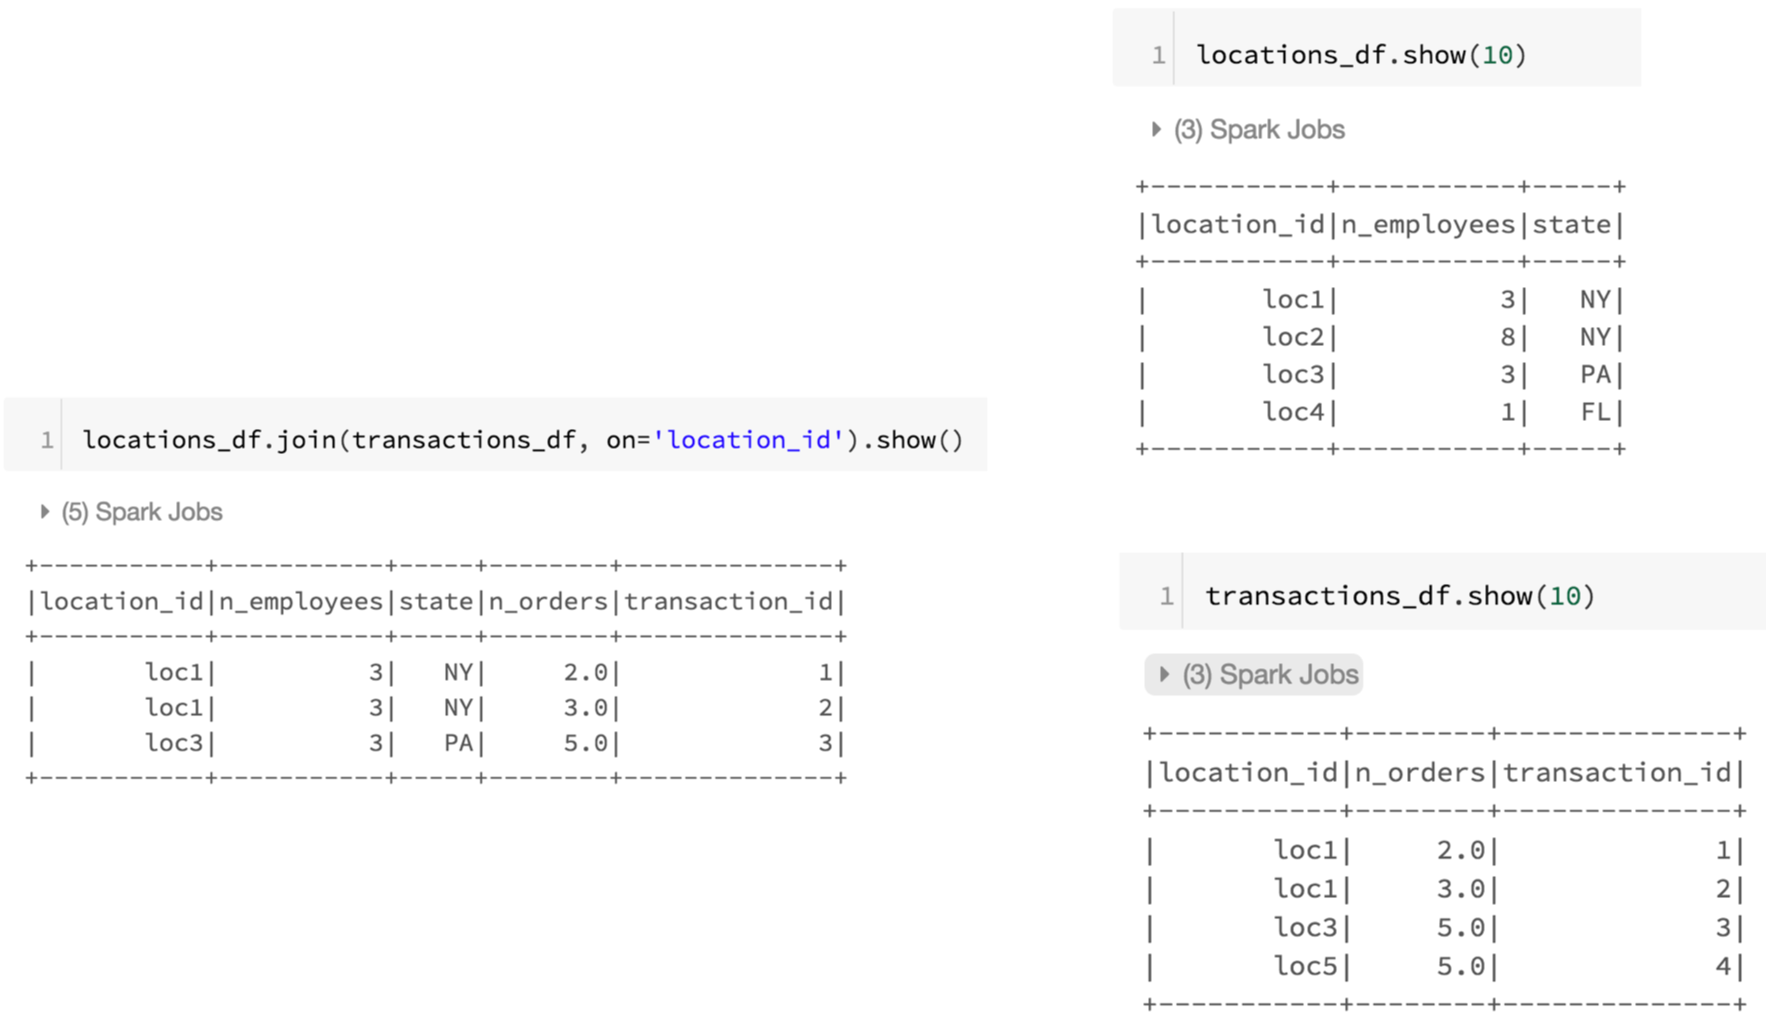 1 locations_df.join(transactions_df, on='location_id').show()
(5) Spark Jobs
+-----------+-----------+-----+--------+--------------+
|location_id|n_employees|state|n_orders|transaction_id|
+-----------+-----------+-----+--------+--------------+
|       loc1|          3|   NY|     2.0|             1|
|       loc1|          3|   NY|     3.0|             2|
|       loc3|          3|   PA|     5.0|             3|
+-----------+-----------+-----+--------+--------------+
1 locations_df.show(10)
(3) Spark Jobs
+-----------+-----------+-----+
|location_id|n_employees|state|
+-----------+-----------+-----+
|       loc1|          3|   NY|
|       loc2|          8|   NY|
|       loc3|          3|   PA|
|       loc4|          1|   FL|
+-----------+-----------+-----+
1 transactions_df.show(10)
(3) Spark Jobs
+-----------+--------+--------------+
|location_id|n_orders|transaction_id|
+-----------+--------+--------------+
|       loc1|     2.0|             1|
|       loc1|     3.0|             2|
|       loc3|     5.0|             3|
|       loc5|     5.0|             4|
+-----------+--------+--------------+